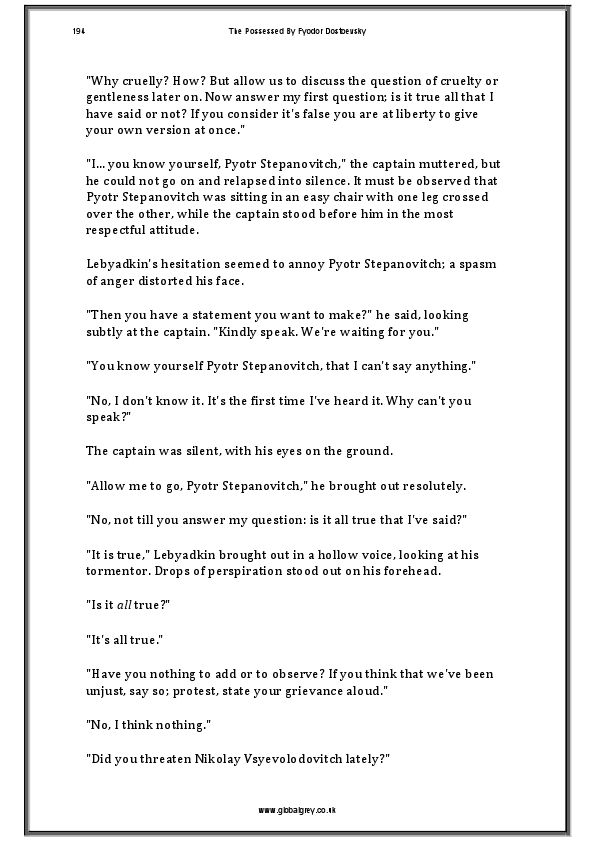 194
The Possessed By Fyodor Dostoevsky
"Why cruelly? How? But allow us to discuss the question of cruelty or
gentleness later on. Now answer my first question; is it true all that I
have said or not? If you consider it's false you are at liberty to give
your own version at once."
"I... you know yourself, Pyotr Stepanovitch," the captain muttered, but
he could not go on and relapsed into silence. It must be observed that
Pyotr Stepanovitch was sitting in an easy chair with one leg crossed
over the other, while the captain stood before him in the most
respectful attitude.
Lebyadkin's hesitation seemed to annoy Pyotr Stepanovitch; a spasm
of anger distorted his face.
"Then you have a statement you want to make?" he said, looking
subtly at the captain. "Kindly speak. We're waiting for you."
"You know yourself Pyotr Stepanovitch, that I can't say anything."
"No, I don't know it. It's the first time I've heard it. Why can't you
speak?"
The captain was silent, with his eyes on the ground.
"Allow me to go, Pyotr Stepanovitch," he brought out resolutely.
"No, not till you answer my question: is it all true that I've said?"
"It is true," Lebyadkin brought out in a hollow voice, looking at his
tormentor. Drops of perspiration stood out on his forehead.
"Is it all true?"
"It's all true."
"Have you nothing to add or to observe? If you think that we've been
unjust, say so; protest, state your grievance aloud."
"No, I think nothing."
"Did you threaten Nikolay Vsyevolodovitch lately?"
www.globalgrey.co.uk